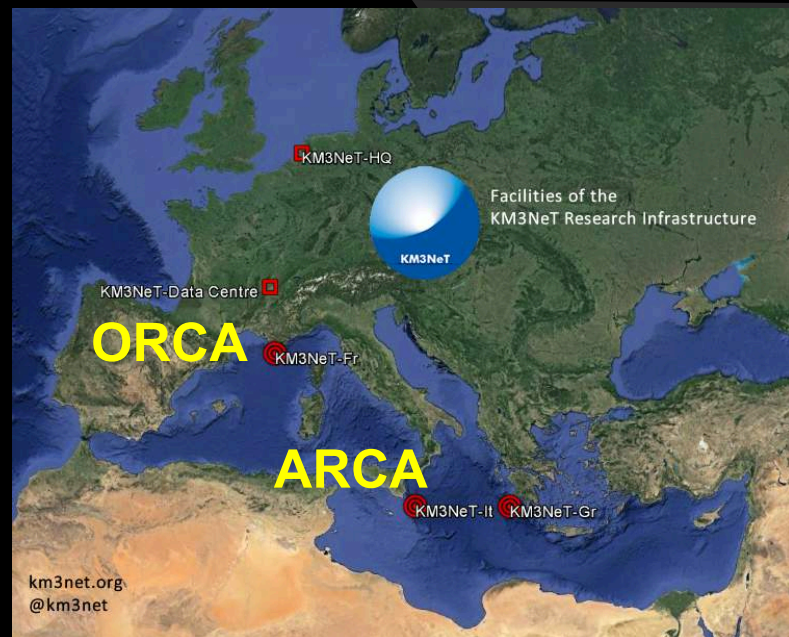 KM3NeT-HQ
Facilities of the
KM3NeT Research Infrastructure
KM3NeT
KM3NeT-Data Centre
ORCA
KM3NeT-Fr
ARCA
KM3NeT-It
KM3NeT-Gr
km3net.org
@km3net